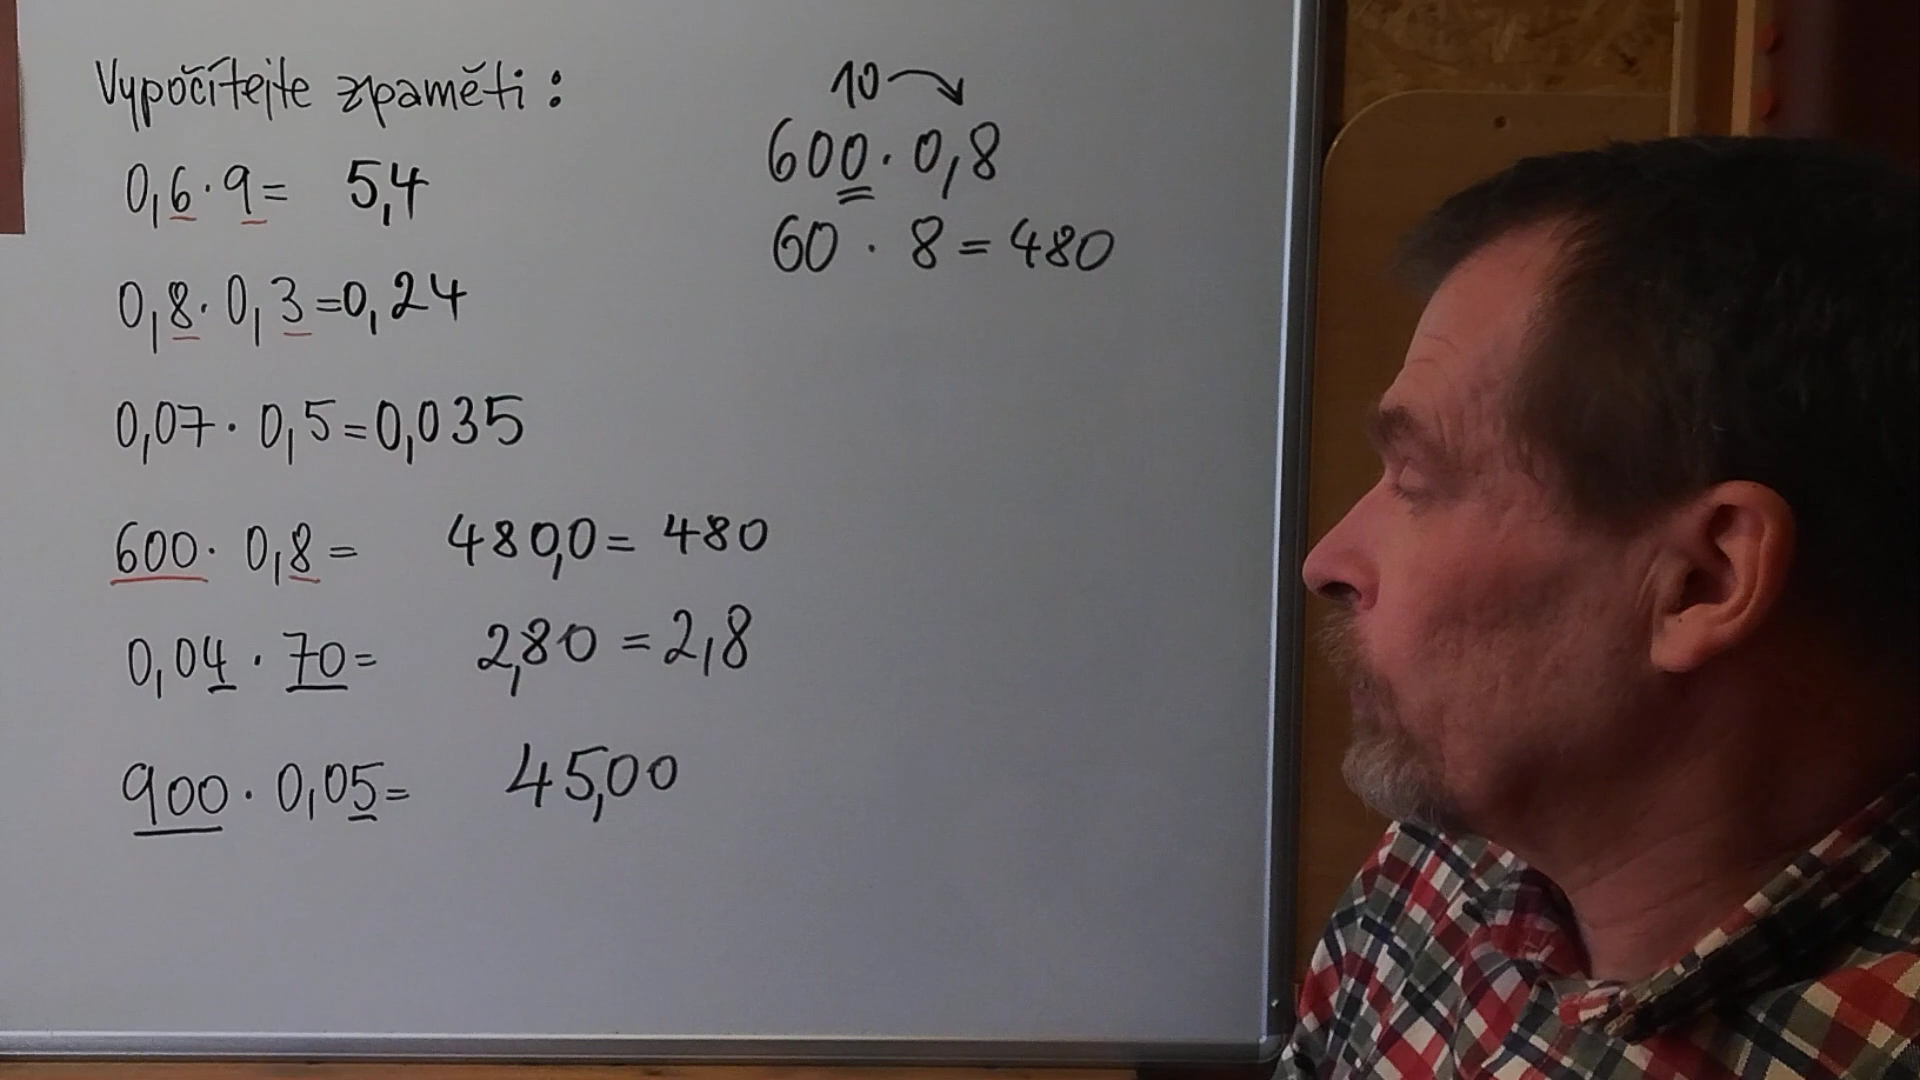 Vypočítejte zpaměti :
0,6 · 9 = 5,4
0,8 · 0,3 = 0,24
0,07 · 0,5 = 0,035
600 · 0,8 = 480,0 = 480
0,04 · 70 = 2,80 = 2,8
900 · 0,05 = 45,00
10
600 · 0,8
60 · 8 = 480